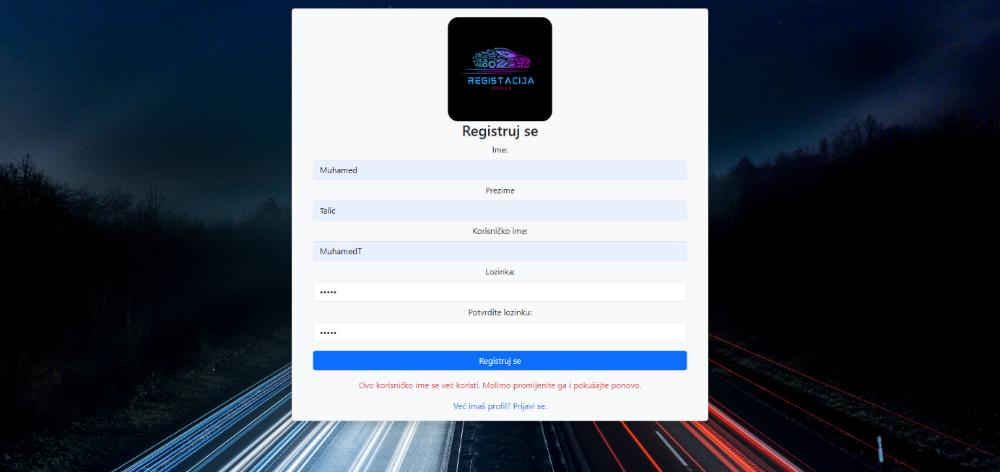 REGISTACIJA
VOZILA
Registruj se
Ime:
Muhamed
Prezime
Talic
Korisničko ime:
MuhamedT
Lozinka:
•••••
Potvrdite lozinku:
•••••
Registruj se
Ovo korisničko ime se već koristi. Molimo promijenite ga i pokušajte ponovo.
Već imaš profil? Prijavi se.